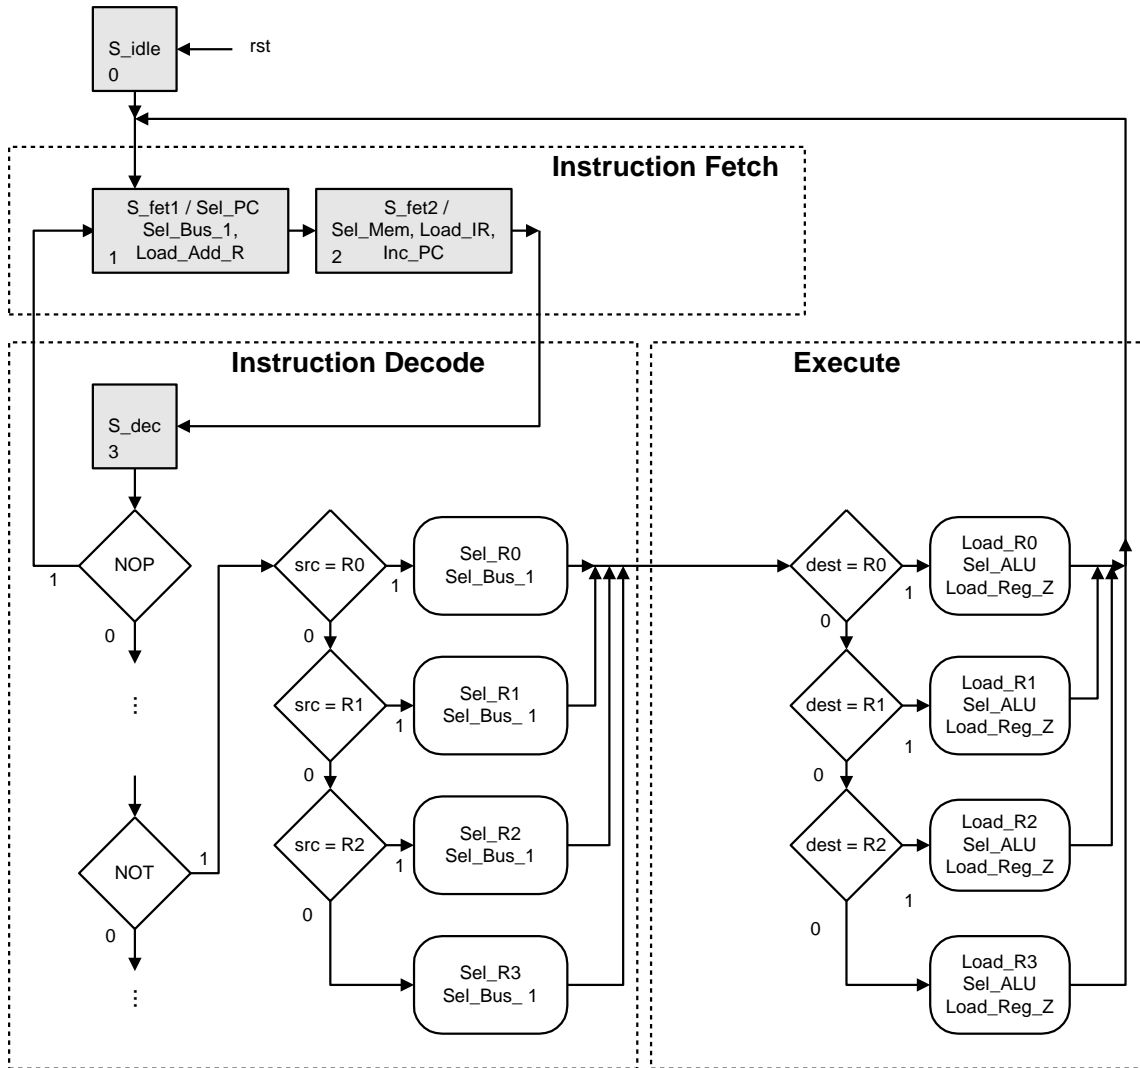 S_idle
0
rst
Instruction Fetch
S_fet1 / Sel_PC
Sel_Bus_1,
Load_Add_R
1
S_fet2 /
Sel_Mem, Load_IR,
Inc_PC
2
Instruction Decode
S_dec
3
NOP
1
0
⋮
NOT
1
0
⋮
src = R0
1
0
Sel_R0
Sel_Bus_1
src = R1
1
0
Sel_R1
Sel_Bus_ 1
src = R2
1
0
Sel_R2
Sel_Bus_1
Sel_R3
Sel_Bus_ 1
Execute
dest = R0
1
0
Load_R0
Sel_ALU
Load_Reg_Z
dest = R1
1
0
Load_R1
Sel_ALU
Load_Reg_Z
dest = R2
1
0
Load_R2
Sel_ALU
Load_Reg_Z
Load_R3
Sel_ALU
Load_Reg_Z